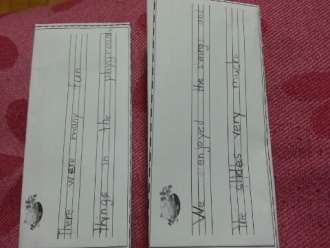 There were many fun
things in the playground
We enjoyed the swings and
the slides very much